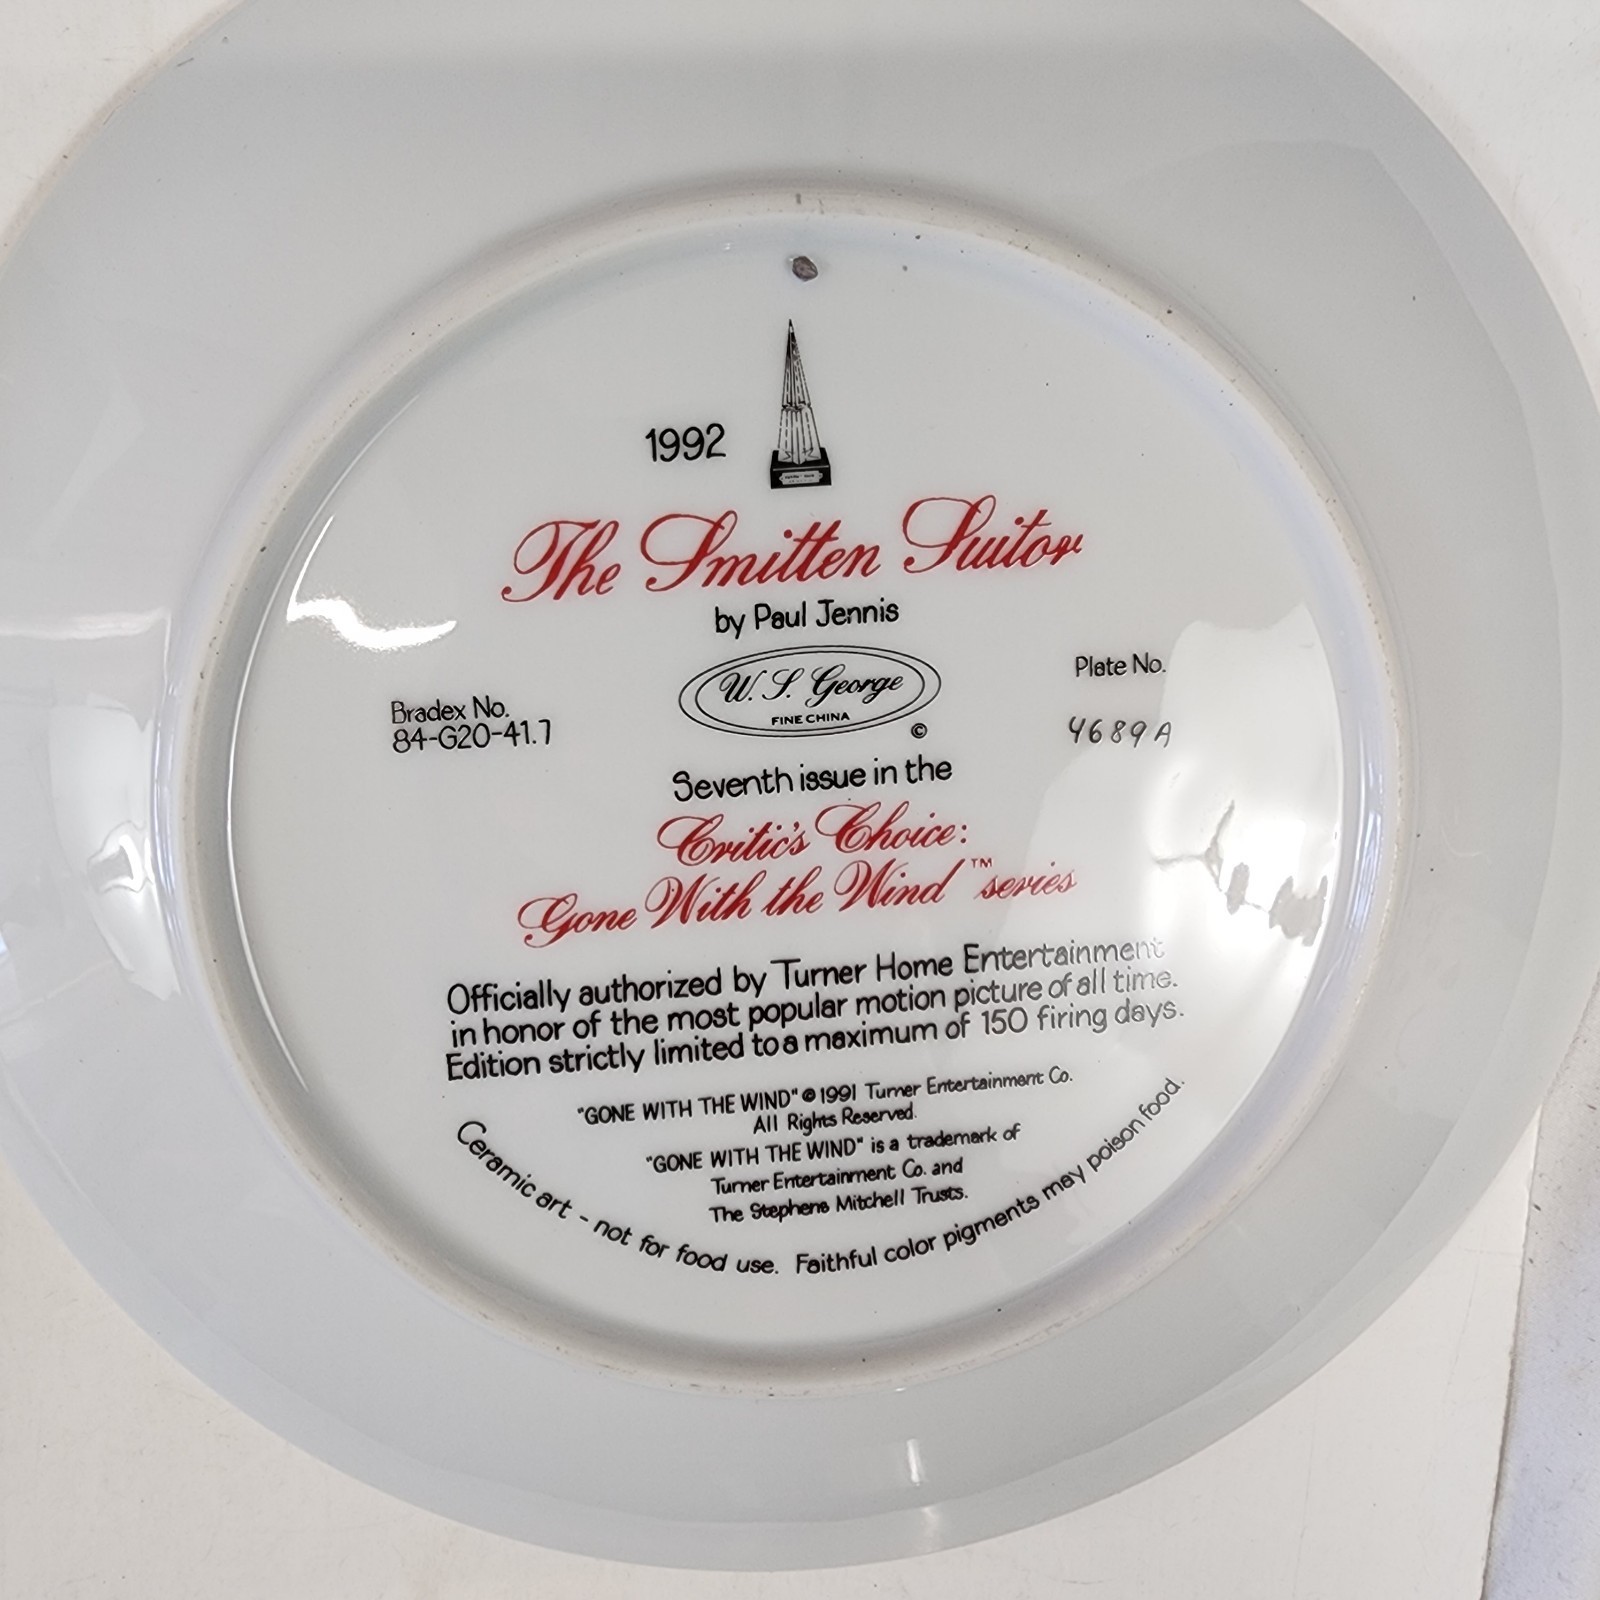 1992
The Smitten Suitor
by Paul Jennis
W. S. George
FINE CHINA
©
Bradex No.
84-G20-41.7
Plate No.
4689A
Seventh issue in the
Critic's Choice:
Gone With the Wind™ series
Officially authorized by Turner Home Entertainment
in honor of the most popular motion picture of all time.
Edition strictly limited to a maximum of 150 firing days.
"GONE WITH THE WIND" © 1991 Turner Entertainment Co.
All Rights Reserved.
"GONE WITH THE WIND" is a trademark of
Turner Entertainment Co. and
The Stephens Mitchell Trusts.
Ceramic art - not for food use. Faithful color pigments may poison food.